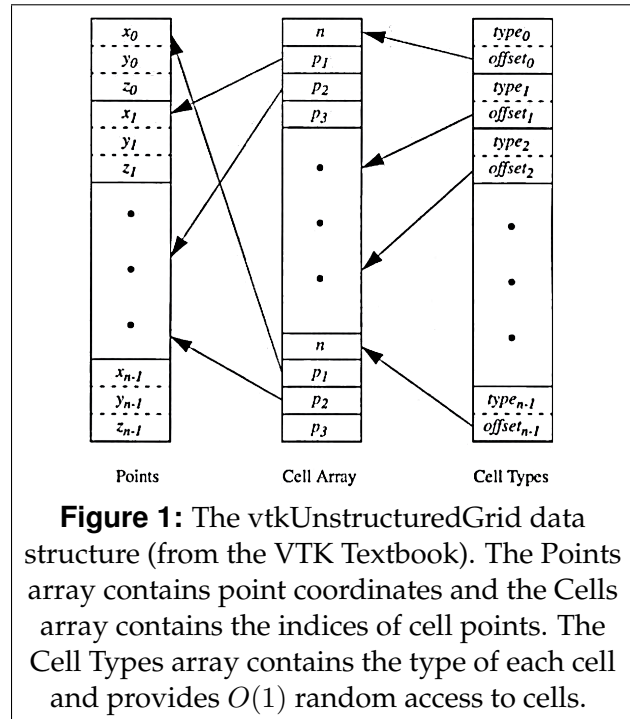 x₀
y₀
z₀
x₁
y₁
z₁
xₙ₋₁
yₙ₋₁
zₙ₋₁
Points
n
p₁
p₂
p₃
n
p₁
p₂
p₃
Cell Array
type₀
offset₀
type₁
offset₁
type₂
offset₂
typeₙ₋₁
offsetₙ₋₁
Cell Types
Figure 1: The vtkUnstructuredGrid data
structure (from the VTK Textbook). The Points
array contains point coordinates and the Cells
array contains the indices of cell points. The
Cell Types array contains the type of each cell
and provides O(1) random access to cells.